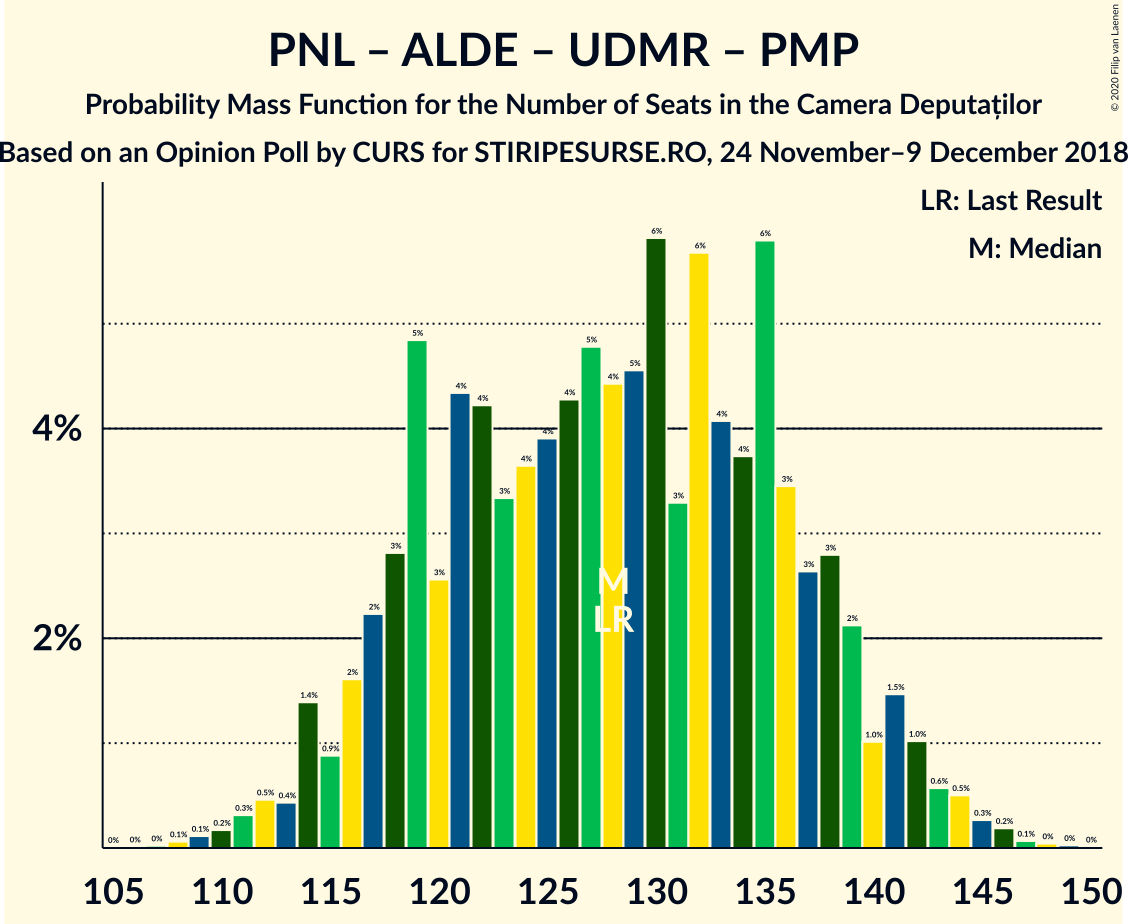 PNL – ALDE – UDMR – PMP
Probability Mass Function for the Number of Seats in the Camera Deputaților
Based on an Opinion Poll by CURS for STIRIPESURSE.RO, 24 November–9 December 2018
© 2020 Filip van Laenen
LR: Last Result
M: Median
4%
2%
0% 0% 0% 0.1% 0.1% 0.2% 0.3% 0.5% 0.4% 1.4% 0.9% 2% 2% 3% 5% 3% 4% 4% 3% 4% 4% 4% 5% 4% 5% 6% 3% 6% 4% 4% 6% 3% 3% 3% 2% 1.0% 1.5% 1.0% 0.6% 0.5% 0.3% 0.2% 0.1% 0% 0% 0%
M
LR
105 110 115 120 125 130 135 140 145 150